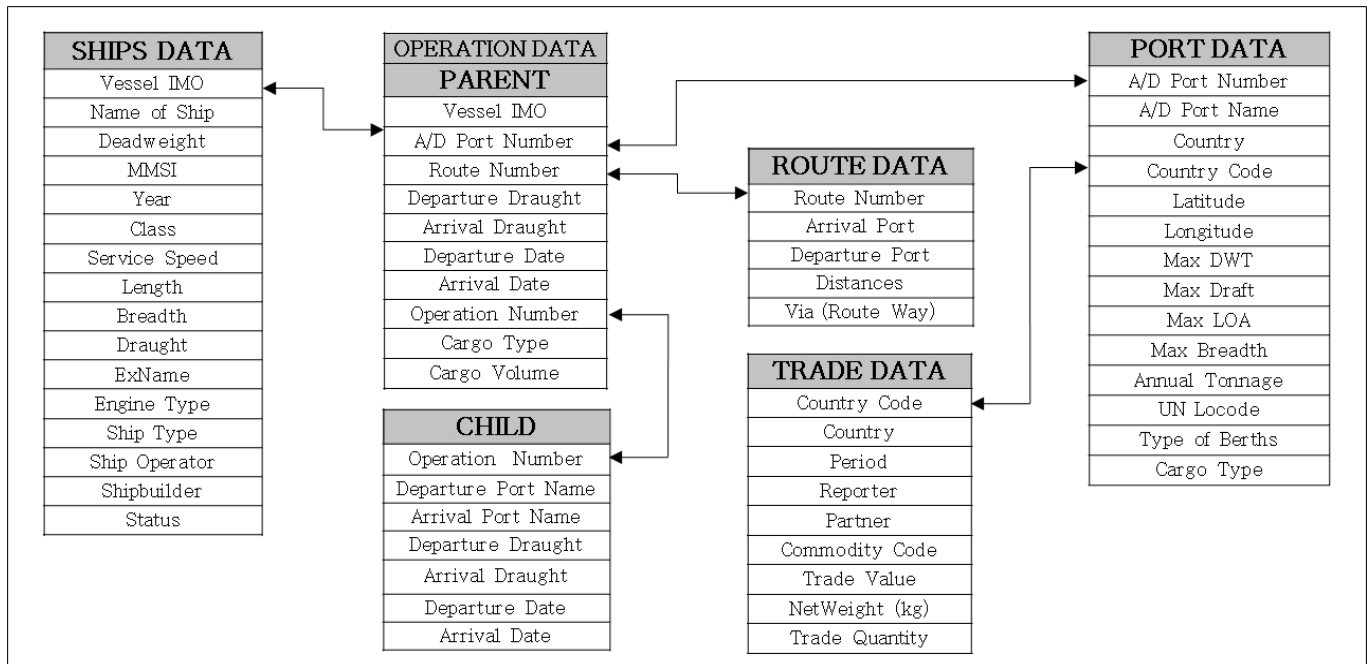 SHIPS DATA
Vessel IMO
Name of Ship
Deadweight
MMSI
Year
Class
Service Speed
Length
Breadth
Draught
ExName
Engine Type
Ship Type
Ship Operator
Shipbuilder
Status
OPERATION DATA
PARENT
Vessel IMO
A/D Port Number
Route Number
Departure Draught
Arrival Draught
Departure Date
Arrival Date
Operation Number
Cargo Type
Cargo Volume
CHILD
Operation Number
Departure Port Name
Arrival Port Name
Departure Draught
Arrival Draught
Departure Date
Arrival Date
ROUTE DATA
Route Number
Arrival Port
Departure Port
Distances
Via (Route Way)
TRADE DATA
Country Code
Country
Period
Reporter
Partner
Commodity Code
Trade Value
NetWeight (kg)
Trade Quantity
PORT DATA
A/D Port Number
A/D Port Name
Country
Country Code
Latitude
Longitude
Max DWT
Max Draft
Max LOA
Max Breadth
Annual Tonnage
UN Locode
Type of Berths
Cargo Type